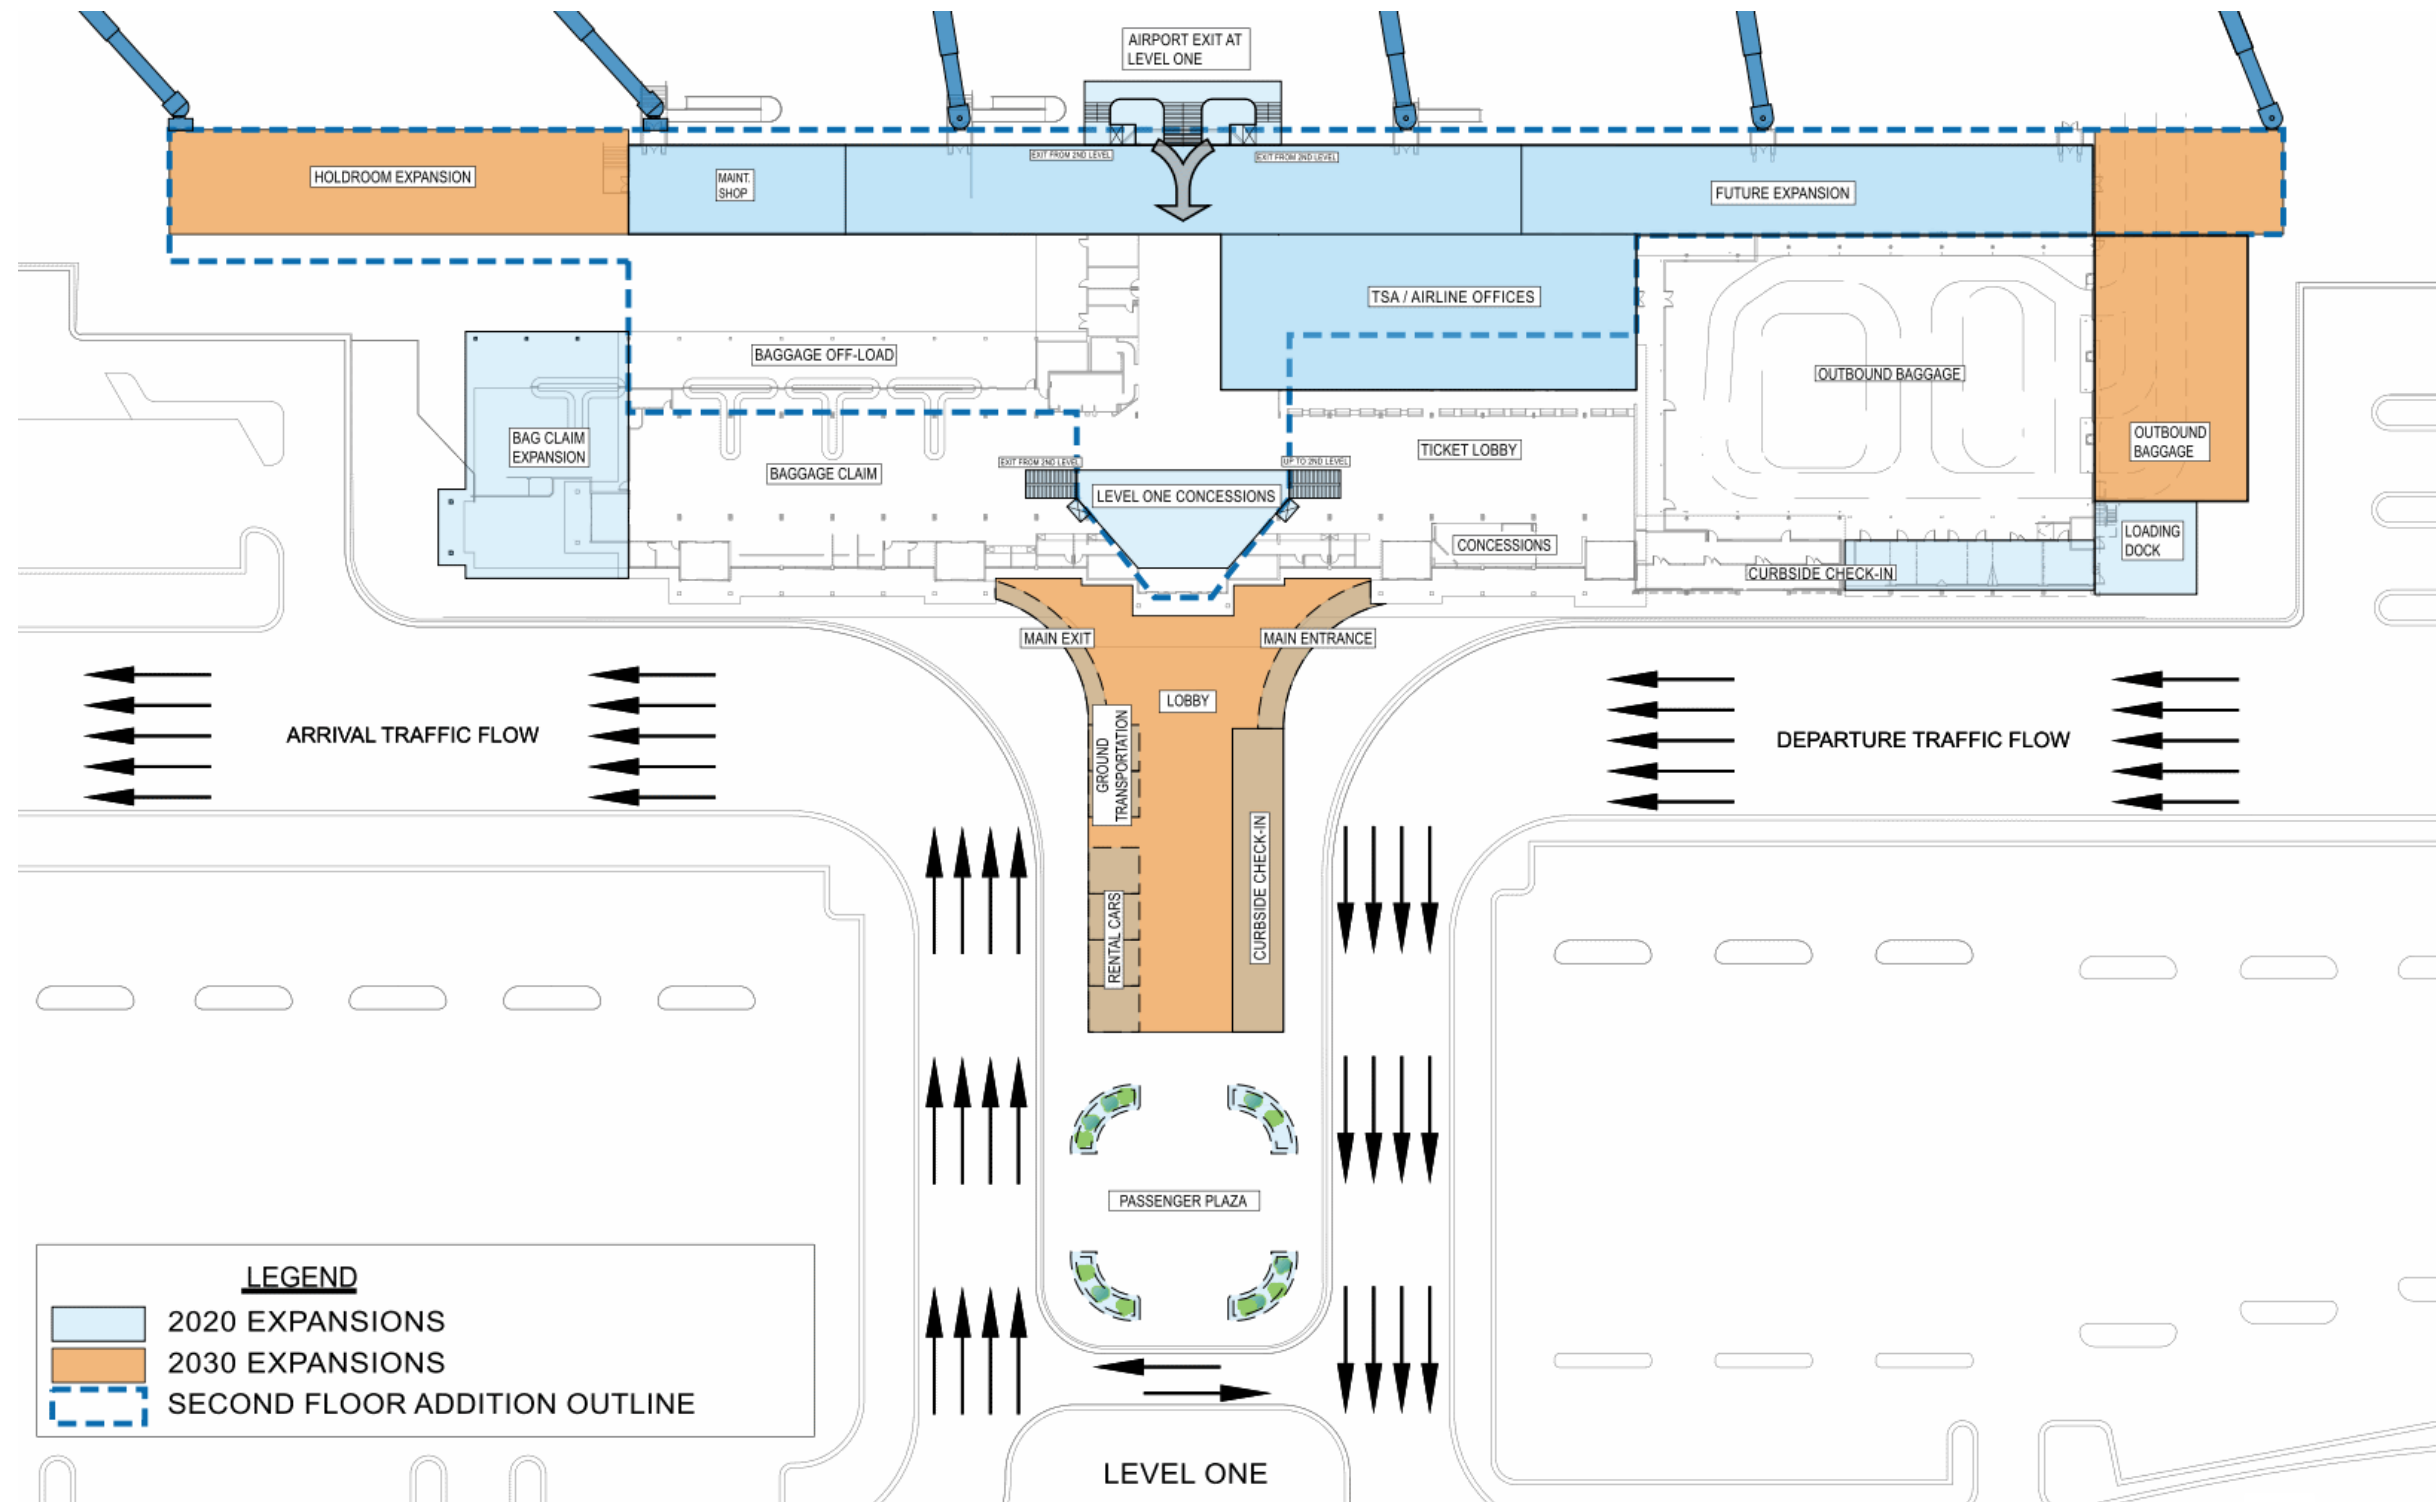 AIRPORT EXIT AT
LEVEL ONE
EXIT FROM 2ND LEVEL
EXIT FROM 2ND LEVEL
HOLDROOM EXPANSION
MAINT.
SHOP
FUTURE EXPANSION
TSA / AIRLINE OFFICES
BAGGAGE OFF-LOAD
OUTBOUND BAGGAGE
BAG CLAIM
EXPANSION
BAGGAGE CLAIM
EXIT FROM 2ND LEVEL
UP TO 2ND LEVEL
TICKET LOBBY
OUTBOUND
BAGGAGE
LEVEL ONE CONCESSIONS
CONCESSIONS
LOADING
DOCK
CURBSIDE CHECK-IN
MAIN EXIT
MAIN ENTRANCE
LOBBY
GROUND
TRANSPORTATION
ARRIVAL TRAFFIC FLOW
DEPARTURE TRAFFIC FLOW
RENTAL CARS
CURBSIDE CHECK-IN
PASSENGER PLAZA
LEGEND
2020 EXPANSIONS
2030 EXPANSIONS
SECOND FLOOR ADDITION OUTLINE
LEVEL ONE